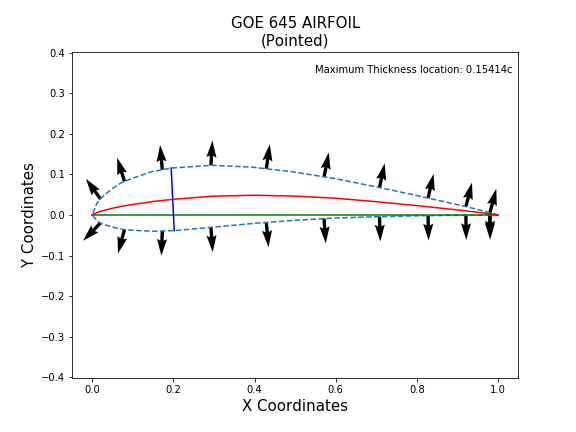 GOE 645 AIRFOIL
(Pointed)
Maximum Thickness location: 0.15414c
0.4
0.3
0.2
0.1
0.0
−0.1
−0.2
−0.3
−0.4
Y Coordinates
0.0 0.2 0.4 0.6 0.8 1.0
X Coordinates